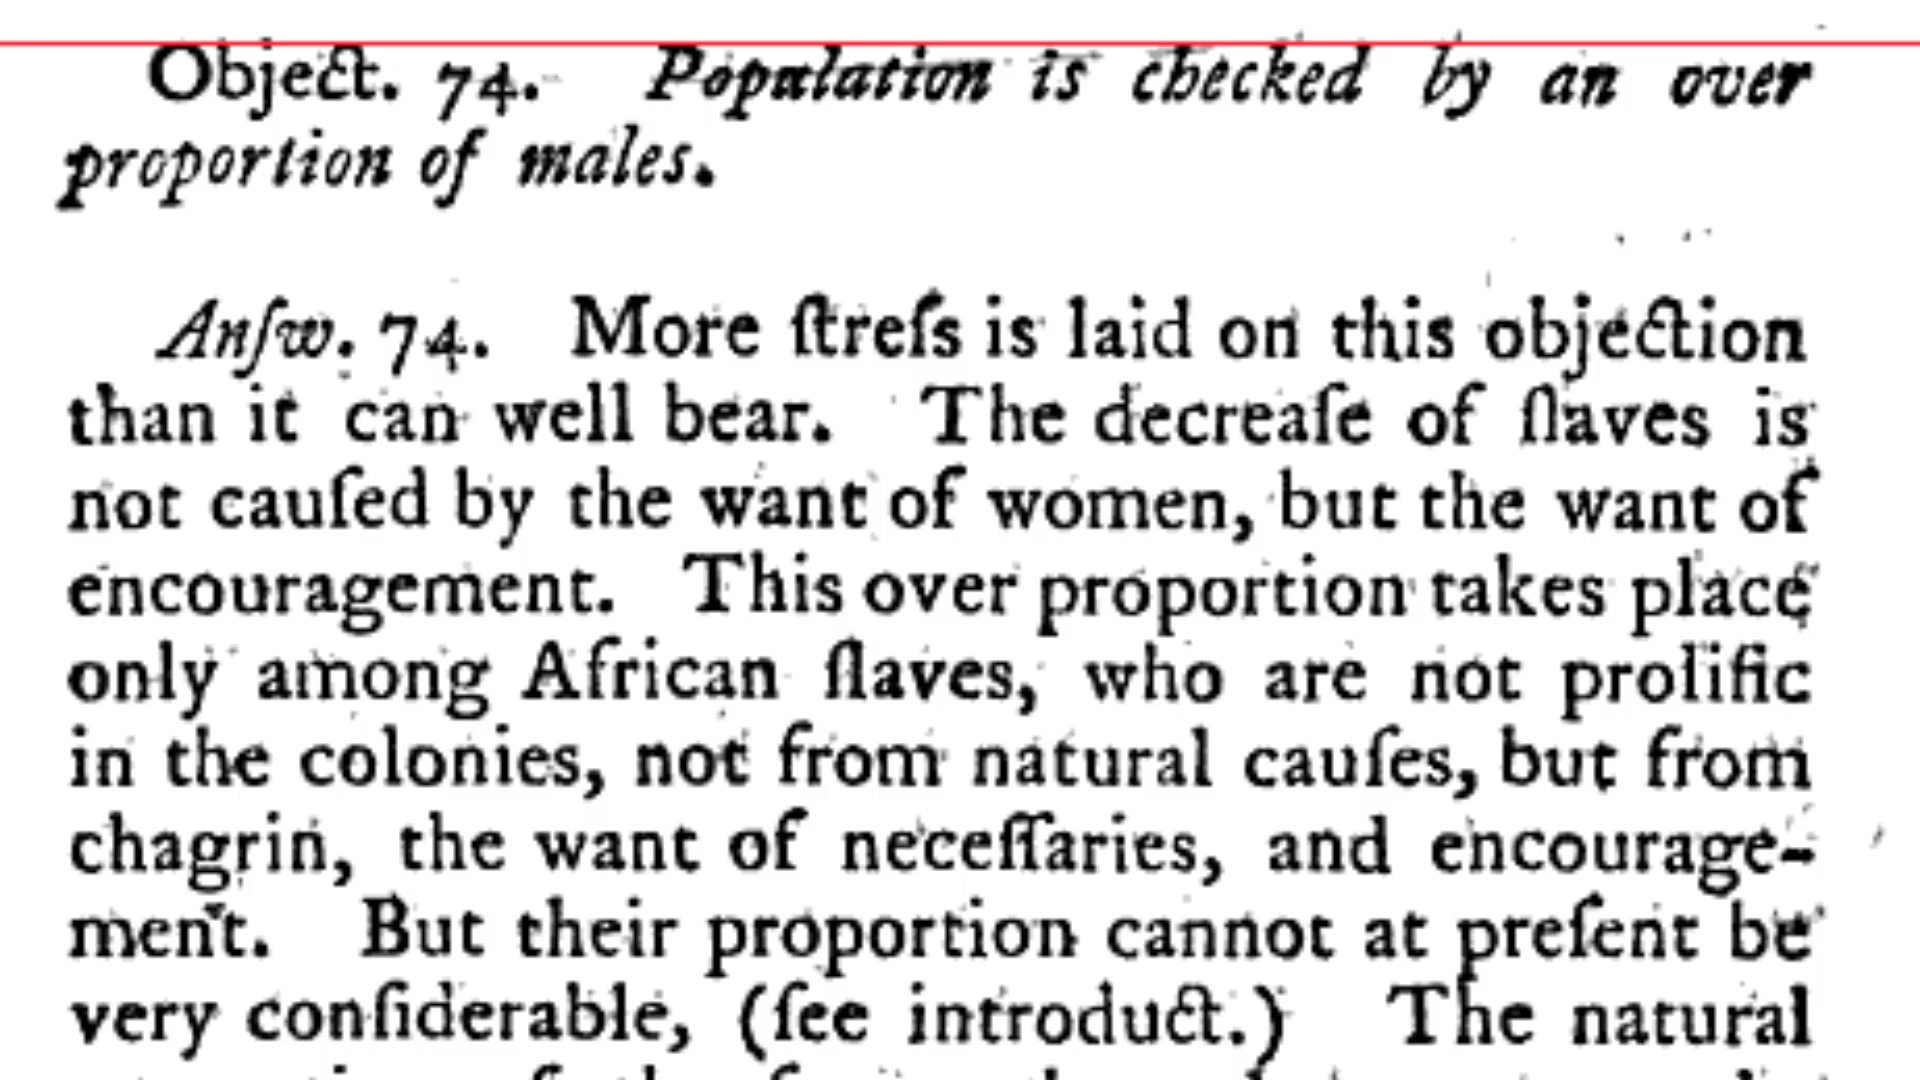 Object. 74. Population is checked by an over
proportion of males.
Anſw. 74. More ſtreſs is laid on this objection
than it can well bear. The decreaſe of ſlaves is
not cauſed by the want of women, but the want of
encouragement. This over proportion takes place
only among African ſlaves, who are not prolific
in the colonies, not from natural cauſes, but from
chagrin, the want of neceſſaries, and encourage-
ment. But their proportion cannot at preſent be
very conſiderable, (ſee introduct.) The natural